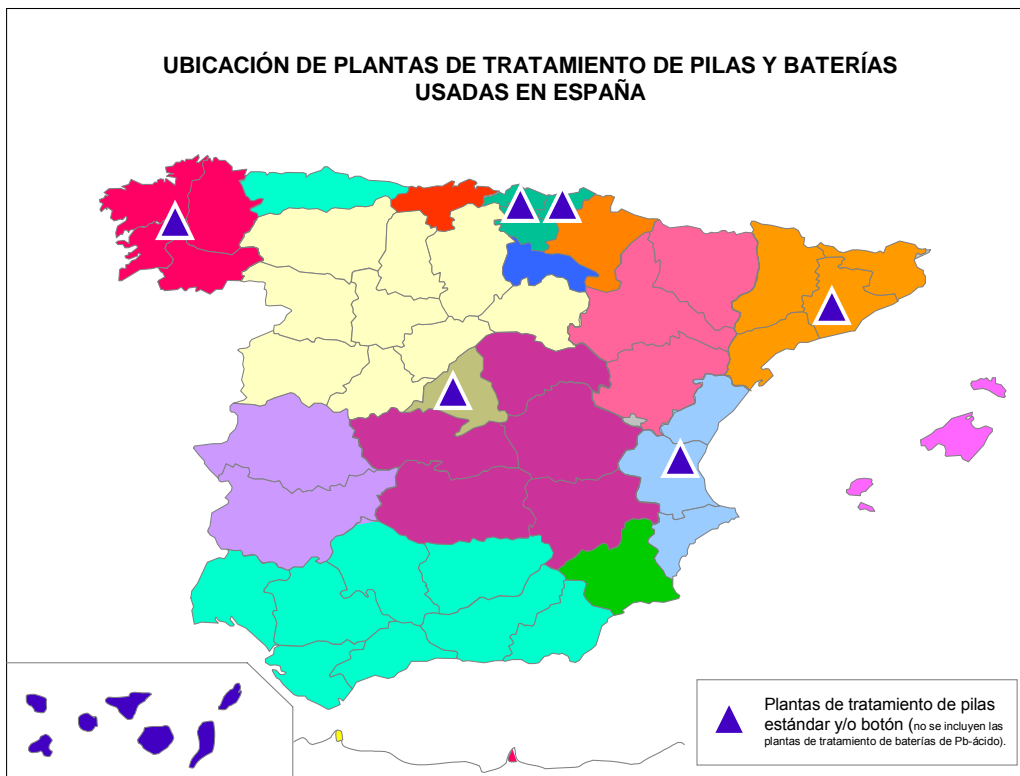 UBICACIÓN DE PLANTAS DE TRATAMIENTO DE PILAS Y BATERÍAS
USADAS EN ESPAÑA
Plantas de tratamiento de pilas
estándar y/o botón (no se incluyen las
plantas de tratamiento de baterías de Pb-ácido).